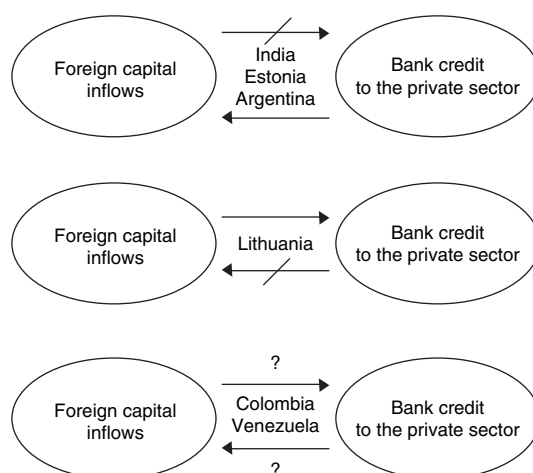 Foreign capital
inflows
India
Estonia
Argentina
Bank credit
to the private sector
Foreign capital
inflows
Lithuania
Bank credit
to the private sector
?
Foreign capital
inflows
Colombia
Venezuela
Bank credit
to the private sector
?